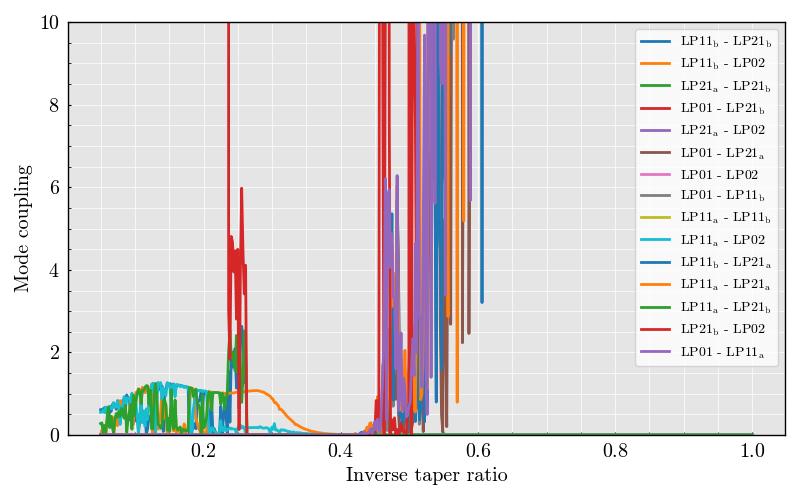 10
8
6
4
2
0
Mode coupling
0.2 0.4 0.6 0.8 1.0
Inverse taper ratio
LP11b - LP21b
LP11b - LP02
LP21a - LP21b
LP01 - LP21b
LP21a - LP02
LP01 - LP21a
LP01 - LP02
LP01 - LP11b
LP11a - LP11b
LP11a - LP02
LP11b - LP21a
LP11a - LP21a
LP11a - LP21b
LP21b - LP02
LP01 - LP11a